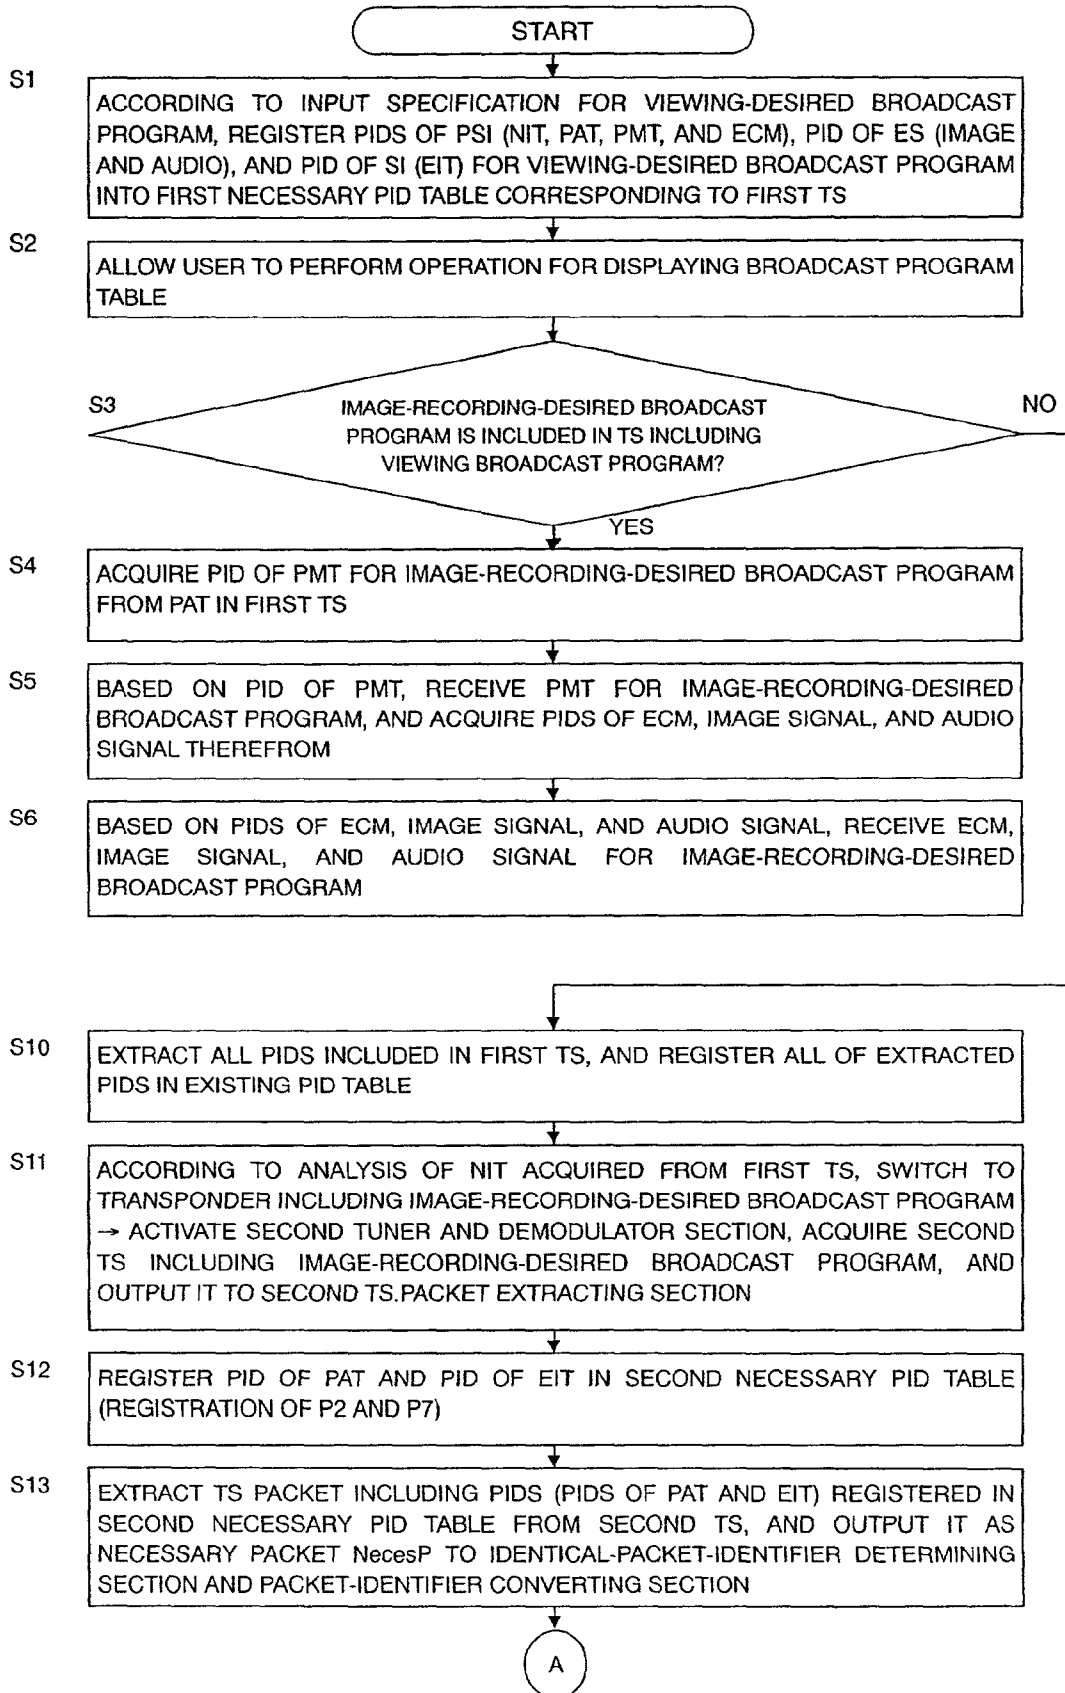 START
S1
ACCORDING TO INPUT SPECIFICATION FOR VIEWING-DESIRED BROADCAST
PROGRAM, REGISTER PIDS OF PSI (NIT, PAT, PMT, AND ECM), PID OF ES (IMAGE
AND AUDIO), AND PID OF SI (EIT) FOR VIEWING-DESIRED BROADCAST PROGRAM
INTO FIRST NECESSARY PID TABLE CORRESPONDING TO FIRST TS
S2
ALLOW USER TO PERFORM OPERATION FOR DISPLAYING BROADCAST PROGRAM
TABLE
S3
IMAGE-RECORDING-DESIRED BROADCAST
PROGRAM IS INCLUDED IN TS INCLUDING
VIEWING BROADCAST PROGRAM?
NO
YES
S4
ACQUIRE PID OF PMT FOR IMAGE-RECORDING-DESIRED BROADCAST PROGRAM
FROM PAT IN FIRST TS
S5
BASED ON PID OF PMT, RECEIVE PMT FOR IMAGE-RECORDING-DESIRED
BROADCAST PROGRAM, AND ACQUIRE PIDS OF ECM, IMAGE SIGNAL, AND AUDIO
SIGNAL THEREFROM
S6
BASED ON PIDS OF ECM, IMAGE SIGNAL, AND AUDIO SIGNAL, RECEIVE ECM,
IMAGE SIGNAL, AND AUDIO SIGNAL FOR IMAGE-RECORDING-DESIRED
BROADCAST PROGRAM
S10
EXTRACT ALL PIDS INCLUDED IN FIRST TS, AND REGISTER ALL OF EXTRACTED
PIDS IN EXISTING PID TABLE
S11
ACCORDING TO ANALYSIS OF NIT ACQUIRED FROM FIRST TS, SWITCH TO
TRANSPONDER INCLUDING IMAGE-RECORDING-DESIRED BROADCAST PROGRAM
→ ACTIVATE SECOND TUNER AND DEMODULATOR SECTION, ACQUIRE SECOND
TS INCLUDING IMAGE-RECORDING-DESIRED BROADCAST PROGRAM, AND
OUTPUT IT TO SECOND TS.PACKET EXTRACTING SECTION
S12
REGISTER PID OF PAT AND PID OF EIT IN SECOND NECESSARY PID TABLE
(REGISTRATION OF P2 AND P7)
S13
EXTRACT TS PACKET INCLUDING PIDS (PIDS OF PAT AND EIT) REGISTERED IN
SECOND NECESSARY PID TABLE FROM SECOND TS, AND OUTPUT IT AS
NECESSARY PACKET NecesP TO IDENTICAL-PACKET-IDENTIFIER DETERMINING
SECTION AND PACKET-IDENTIFIER CONVERTING SECTION
A